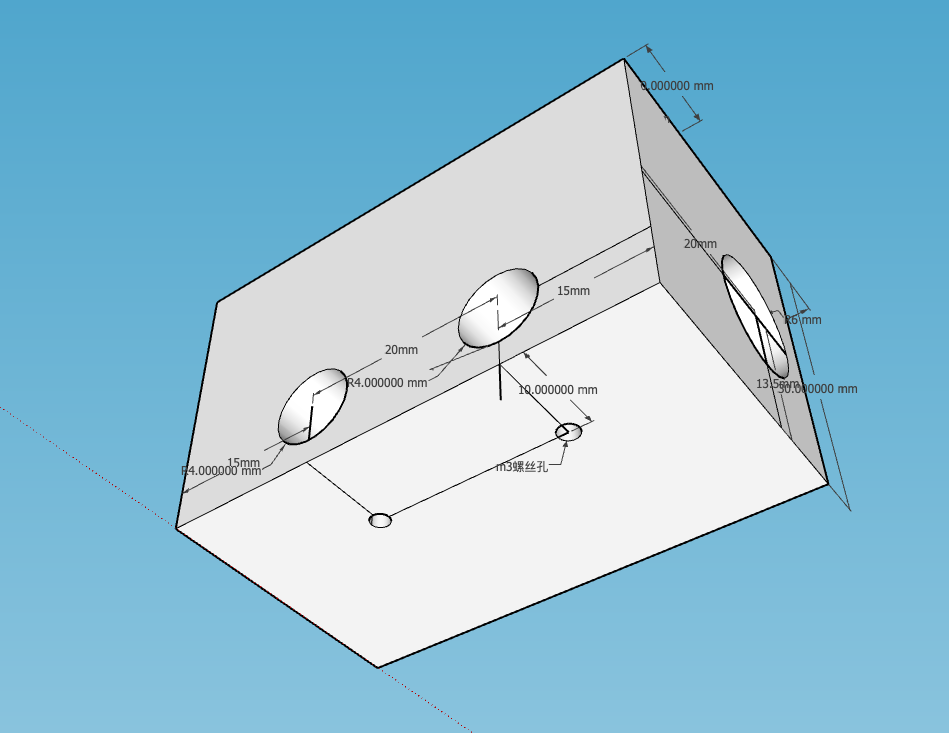 0.000000 mm
20mm
15mm
R6 mm
20mm
R4.000000 mm
13.5mm
30.000000 mm
10.000000 mm
15mm
R4.000000 mm
m3螺丝孔